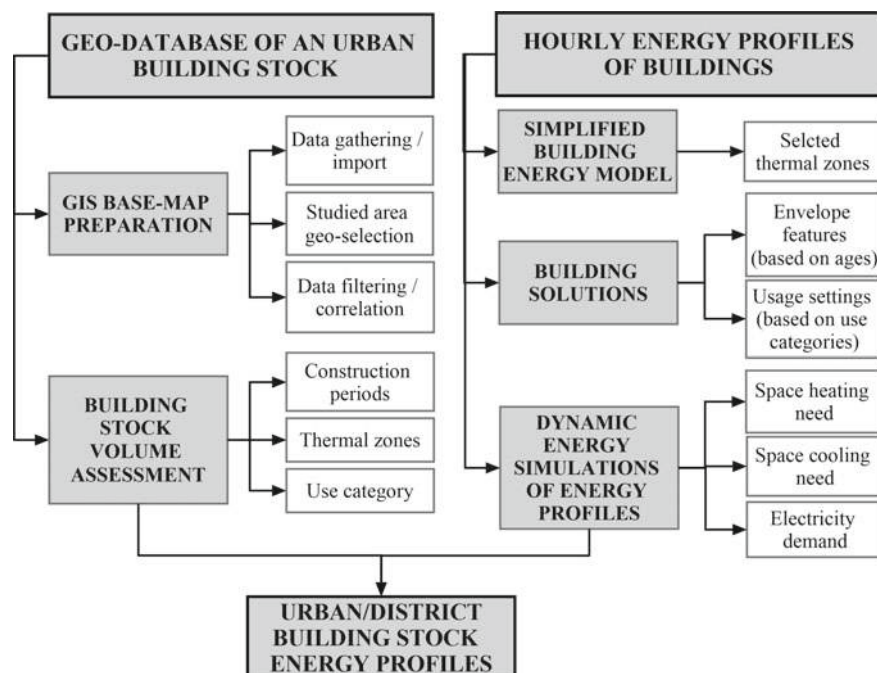 GEO-DATABASE OF AN URBAN
BUILDING STOCK
GIS BASE-MAP
PREPARATION
Data gathering /
import
Studied area
geo-selection
Data filtering /
correlation
BUILDING
STOCK
VOLUME
ASSESSMENT
Construction
periods
Thermal zones
Use category
HOURLY ENERGY PROFILES
OF BUILDINGS
SIMPLIFIED
BUILDING
ENERGY MODEL
Selcted
thermal zones
BUILDING
SOLUTIONS
Envelope
features
(based on ages)
Usage settings
(based on use
categories)
DYNAMIC
ENERGY
SIMULATIONS
OF ENERGY
PROFILES
Space heating
need
Space cooling
need
Electricity
demand
URBAN/DISTRICT
BUILDING STOCK
ENERGY PROFILES